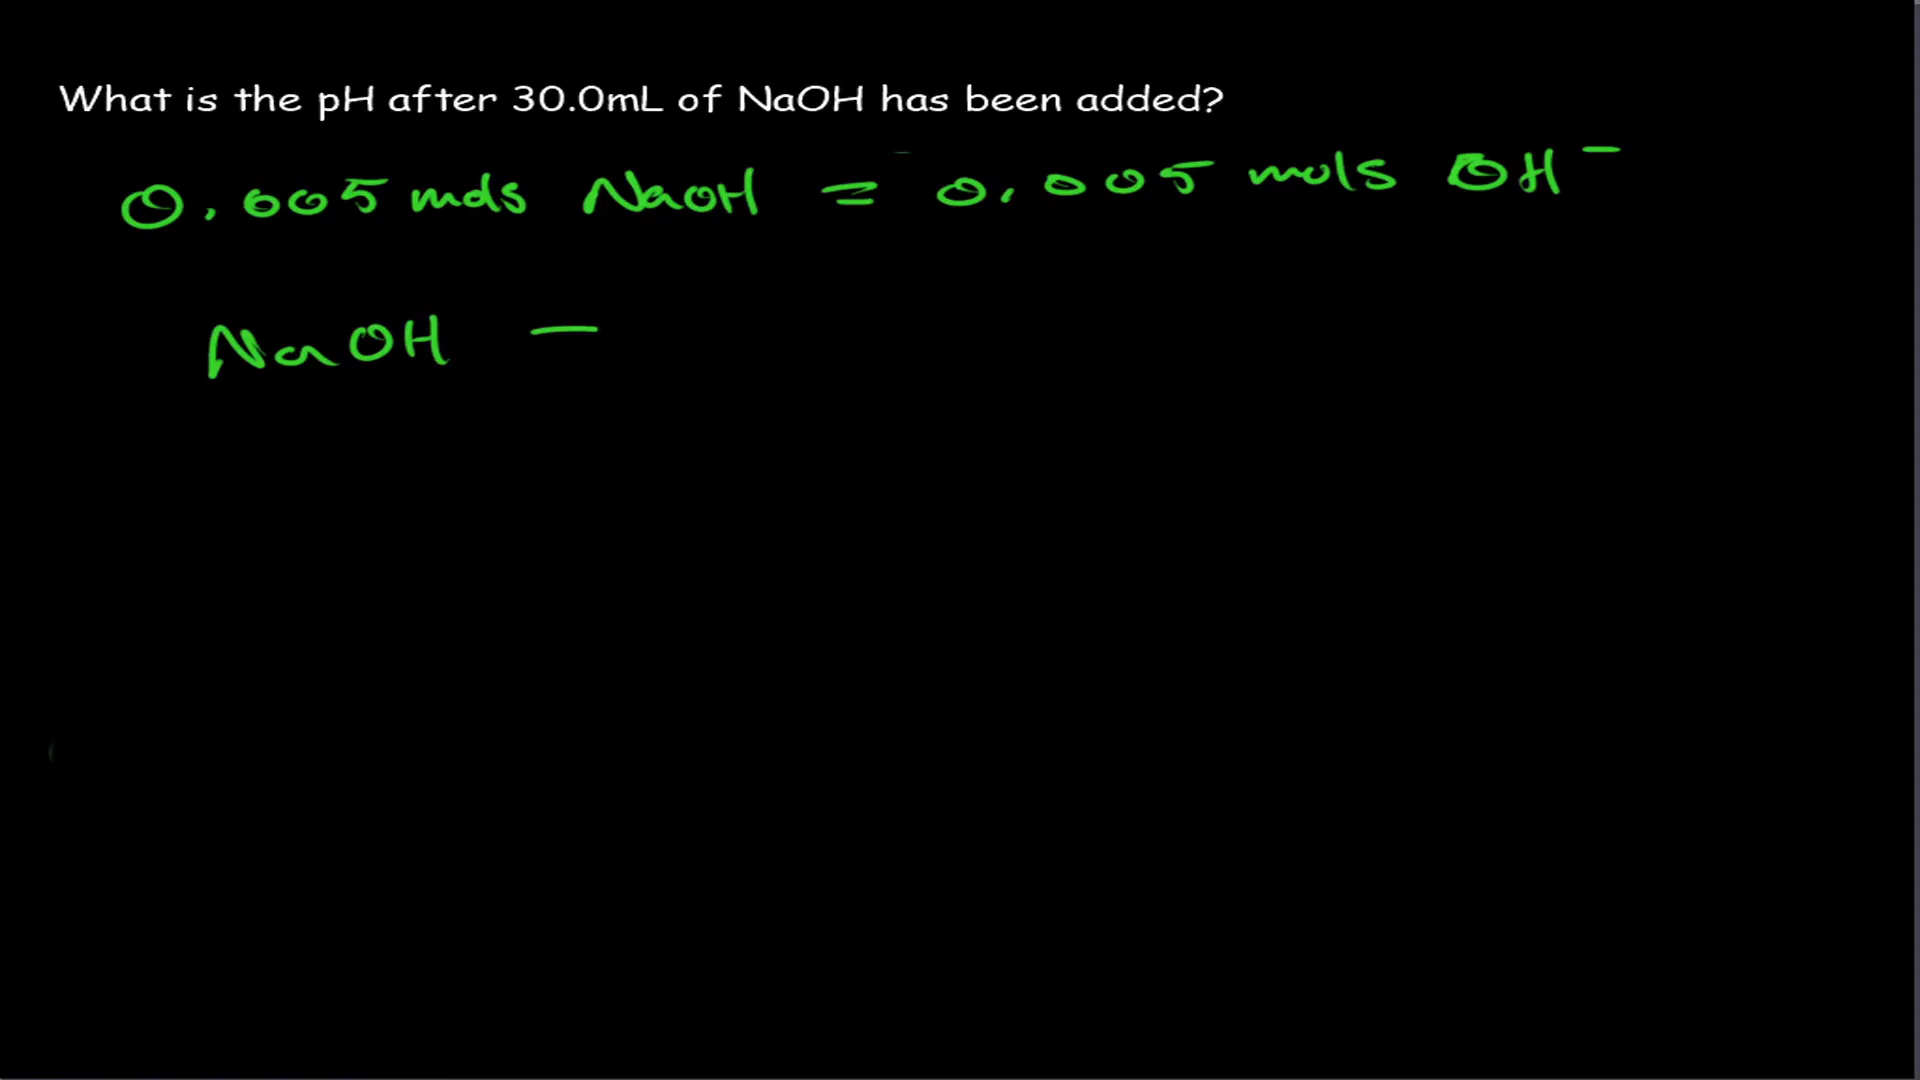 What is the pH after 30.0mL of NaOH has been added?
0.005 mols NaOH = 0.005 mols OH⁻
NaOH —